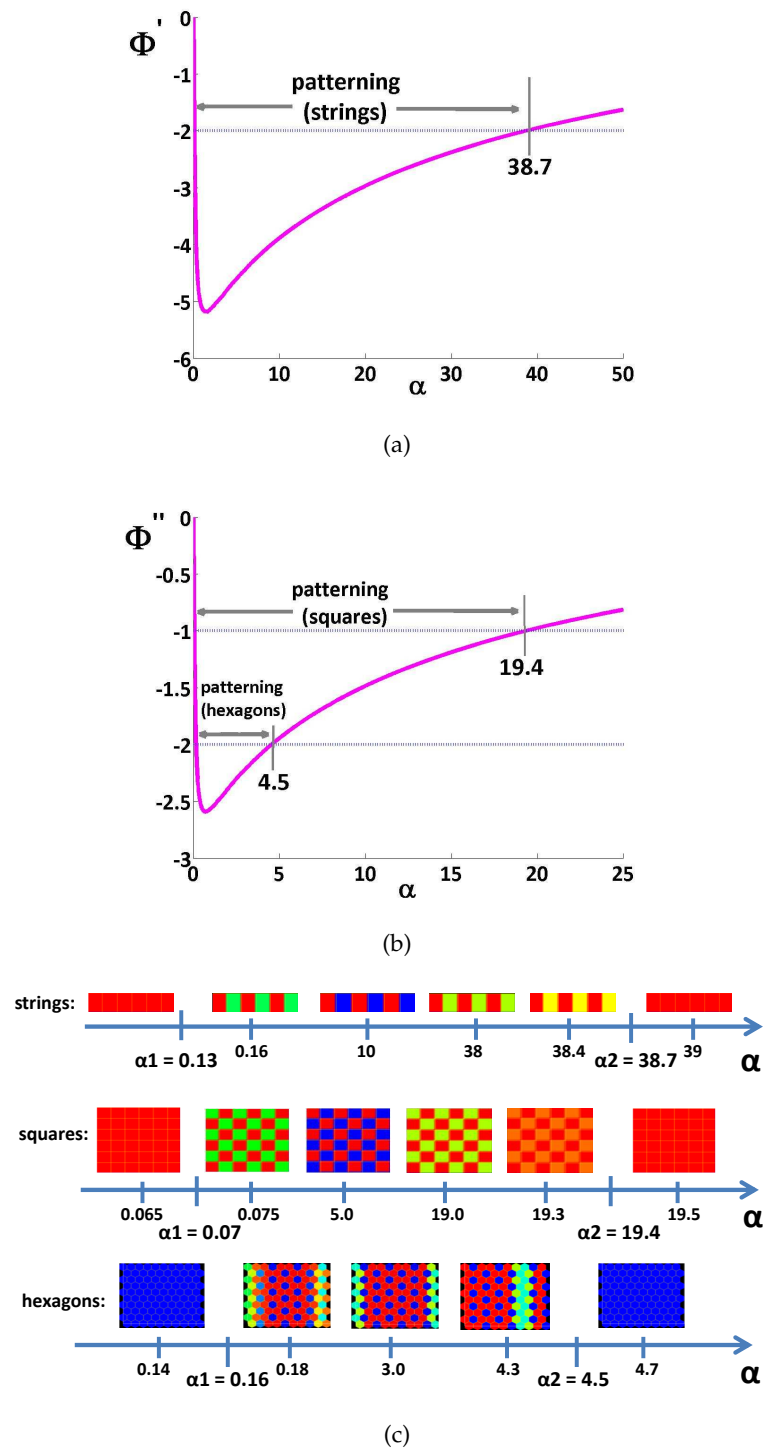 Φ'
0
-1
-2
-3
-4
-5
-6
patterning
(strings)
38.7
0 10 20 30 40 50
α
(a)
Φ"
0
-0.5
-1
-1.5
-2
-2.5
-3
patterning
(squares)
19.4
patterning
(hexagons)
4.5
0 5 10 15 20 25
α
(b)
strings:
0.16 10 38 38.4 39
α1 = 0.13 α2 = 38.7 α
squares:
0.065 0.075 5.0 19.0 19.3 19.5
α1 = 0.07 α2 = 19.4 α
hexagons:
0.14 0.18 3.0 4.3 4.7
α1 = 0.16 α2 = 4.5 α
(c)